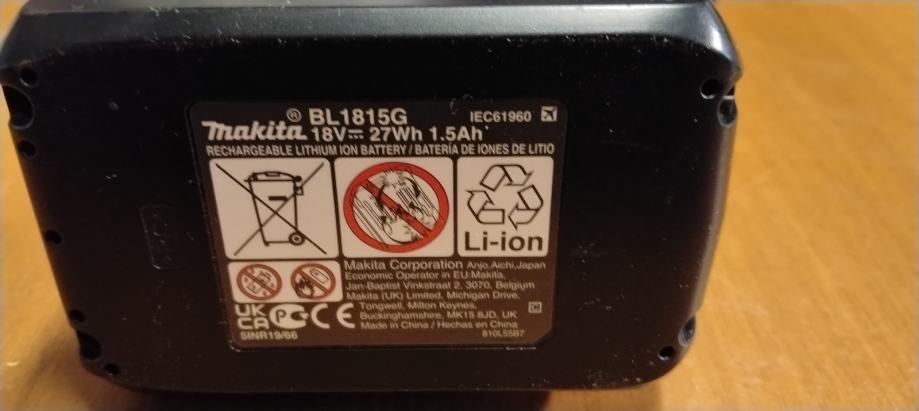 ® BL1815G IEC61960
makita 18V⎓ 27Wh 1.5Ah
RECHARGEABLE LITHIUM ION BATTERY / BATERÍA DE IONES DE LITIO
Li-ion
Makita Corporation Anjo,Aichi,Japan
Economic Operator in EU:Makita,
Jan-Baptist Vinkstraat 2, 3070, Belgium
Makita (UK) Limited, Michigan Drive,
Tongwell, Milton Keynes,
Buckinghamshire, MK15 8JD, UK
Made in China / Hechas en China
UK
CA CE
5INR19/66 810L55B7